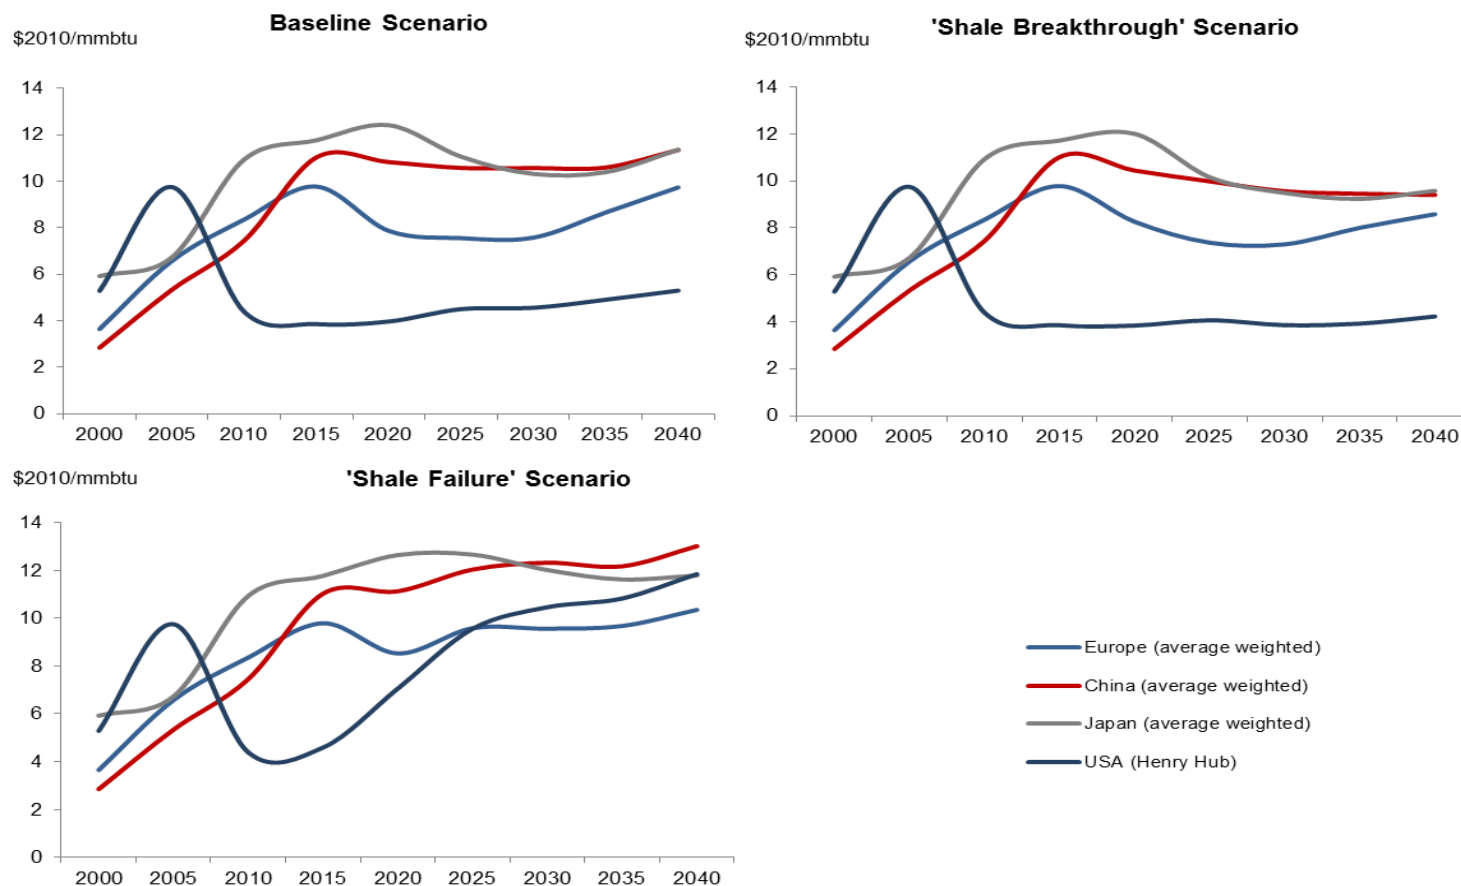 Baseline Scenario
$2010/mmbtu
14
12
10
8
6
4
2
0
2000 2005 2010 2015 2020 2025 2030 2035 2040
'Shale Breakthrough' Scenario
$2010/mmbtu
14
12
10
8
6
4
2
0
2000 2005 2010 2015 2020 2025 2030 2035 2040
$2010/mmbtu
'Shale Failure' Scenario
14
12
10
8
6
4
2
0
2000 2005 2010 2015 2020 2025 2030 2035 2040
Europe (average weighted)
China (average weighted)
Japan (average weighted)
USA (Henry Hub)